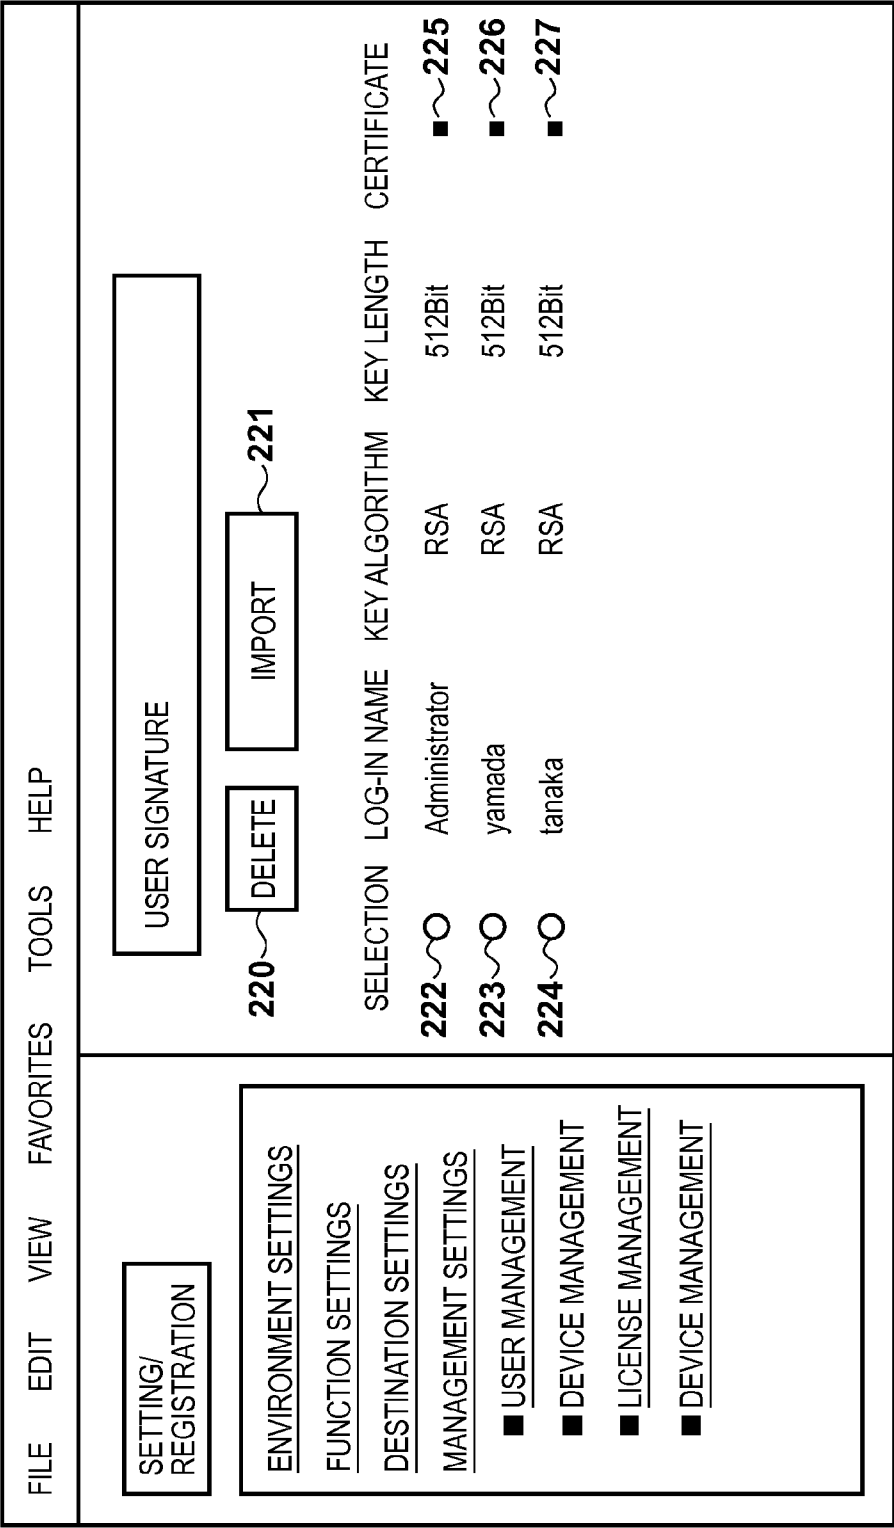 FILE EDIT VIEW FAVORITES TOOLS HELP
SETTING/
REGISTRATION
ENVIRONMENT SETTINGS
FUNCTION SETTINGS
DESTINATION SETTINGS
MANAGEMENT SETTINGS
■ USER MANAGEMENT
■ DEVICE MANAGEMENT
■ LICENSE MANAGEMENT
■ DEVICE MANAGEMENT
USER SIGNATURE
220 DELETE IMPORT 221
SELECTION LOG-IN NAME KEY ALGORITHM KEY LENGTH CERTIFICATE
222 Administrator RSA 512Bit 225
223 yamada RSA 512Bit 226
224 tanaka RSA 512Bit 227